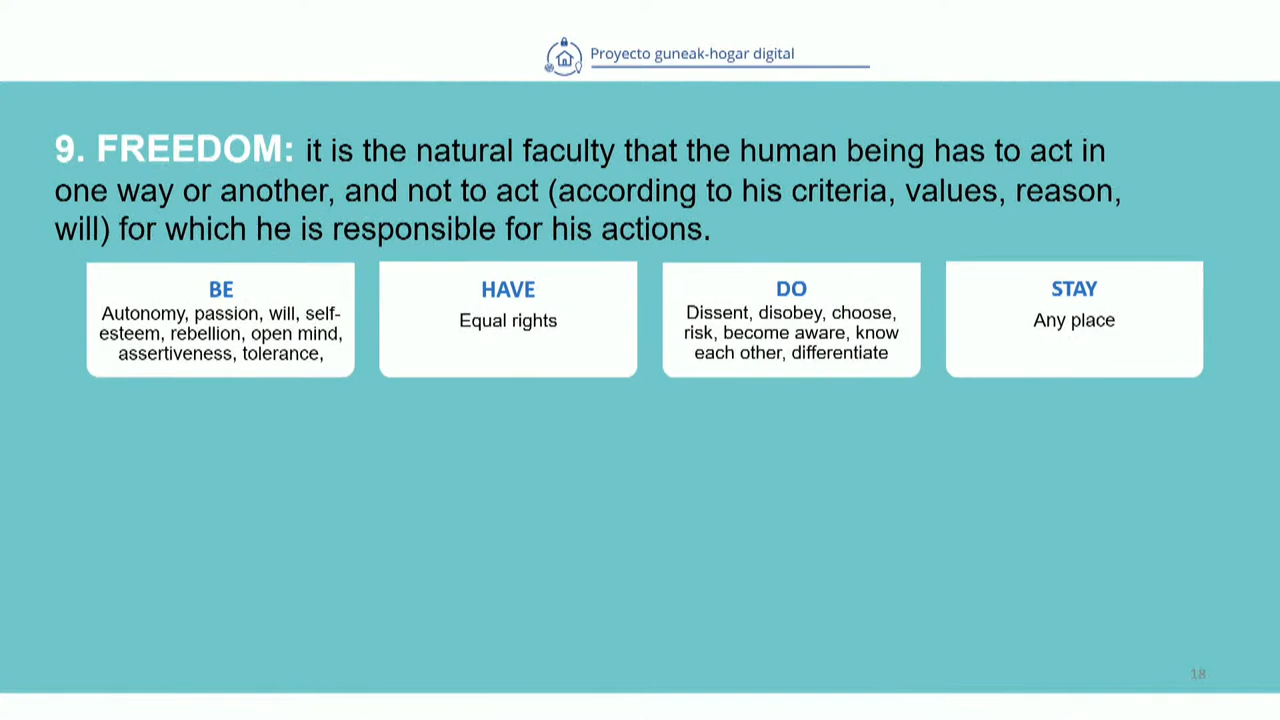 Proyecto guneak-hogar digital
9. FREEDOM: it is the natural faculty that the human being has to act in
one way or another, and not to act (according to his criteria, values, reason,
will) for which he is responsible for his actions.
BE
Autonomy, passion, will, self-
esteem, rebellion, open mind,
assertiveness, tolerance,
HAVE
Equal rights
DO
Dissent, disobey, choose,
risk, become aware, know
each other, differentiate
STAY
Any place
18